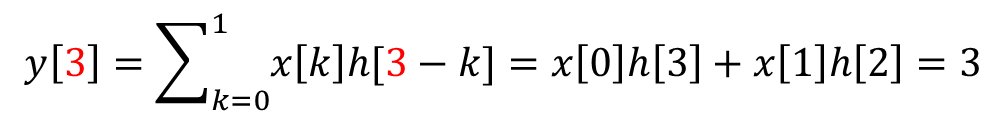 y[3] = ∑_{k=0}^{1} x[k]h[3 − k] = x[0]h[3] + x[1]h[2] = 3